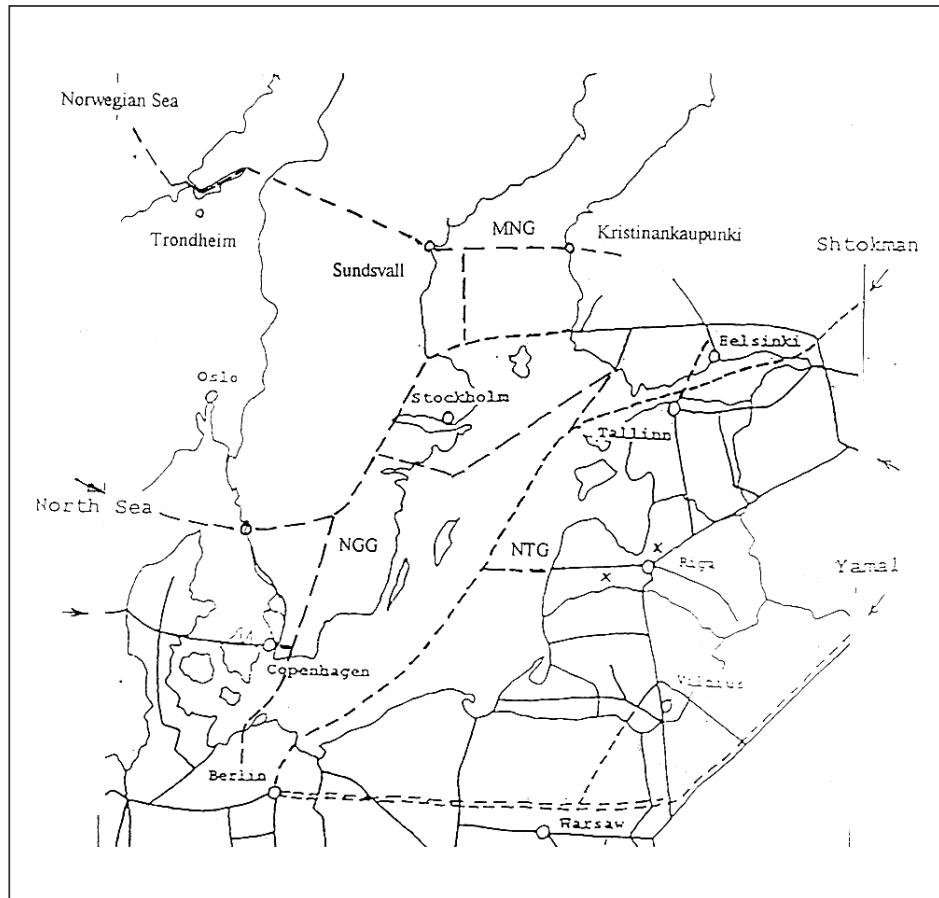 Norwegian Sea
Trondheim
MNG
Kristinankaupunki
Shtokman
Sundsvall
Helsinki
Oslo
Stockholm
Tallinn
North Sea
NGG
NTG
x
x
Riga
Yamal
Copenhagen
Vilnius
Berlin
Warsaw